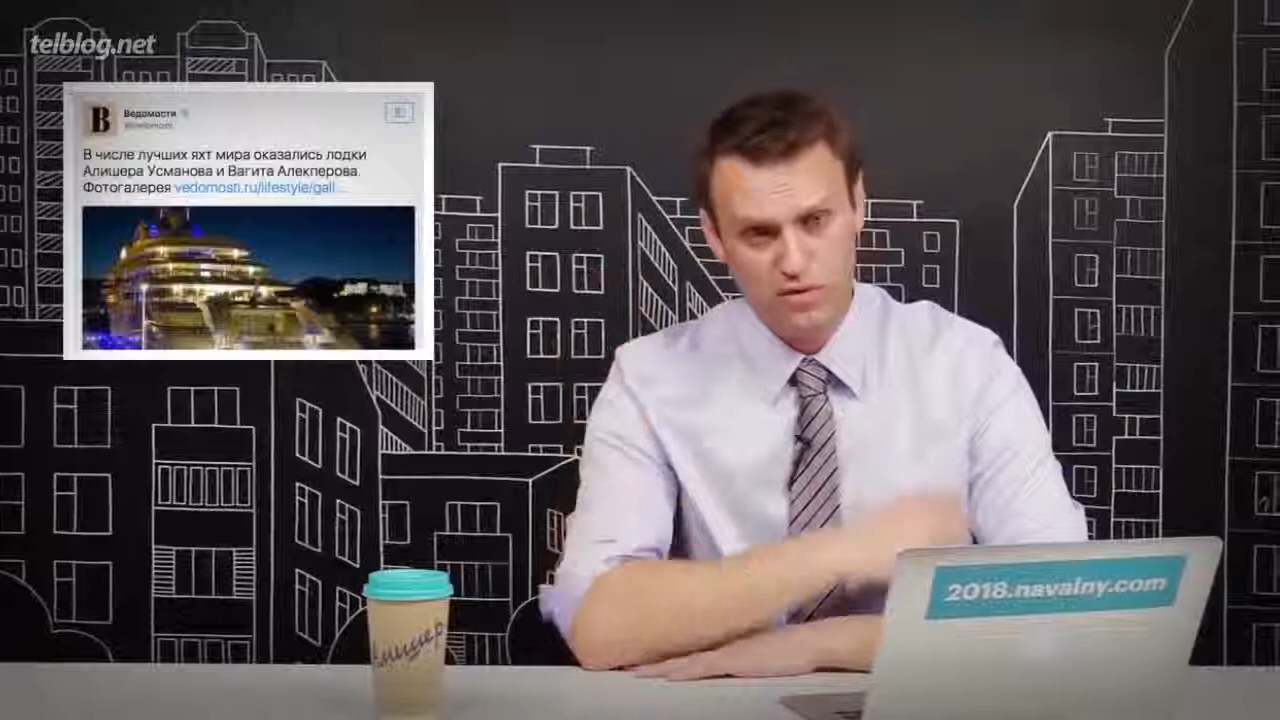 telblog.net
В
Ведомости
В числе лучших яхт мира оказались лодки
Алишера Усманова и Вагита Алекперова.
Фотогалерея vedomosti.ru/lifestyle/gall...
2018.navalny.com
Алишер